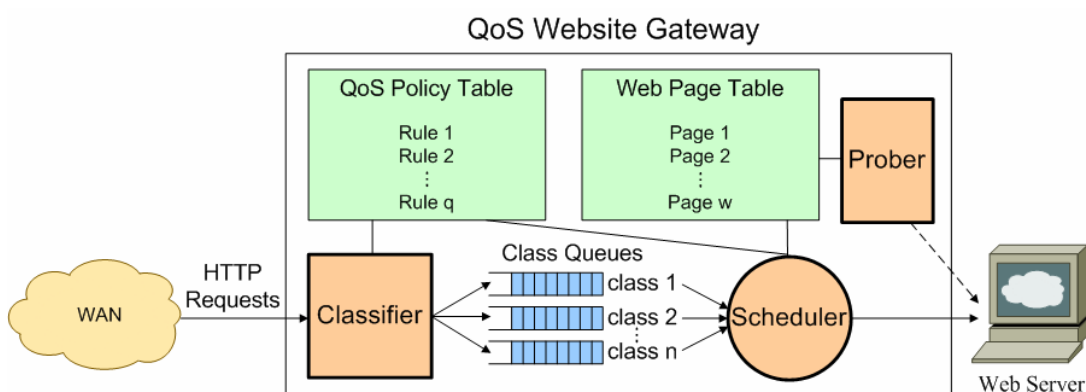 QoS Website Gateway
QoS Policy Table
Rule 1
Rule 2
⋮
Rule q
Web Page Table
Page 1
Page 2
⋮
Page w
Prober
WAN
HTTP
Requests
Classifier
Class Queues
class 1
class 2
⋮
class n
Scheduler
Web Server